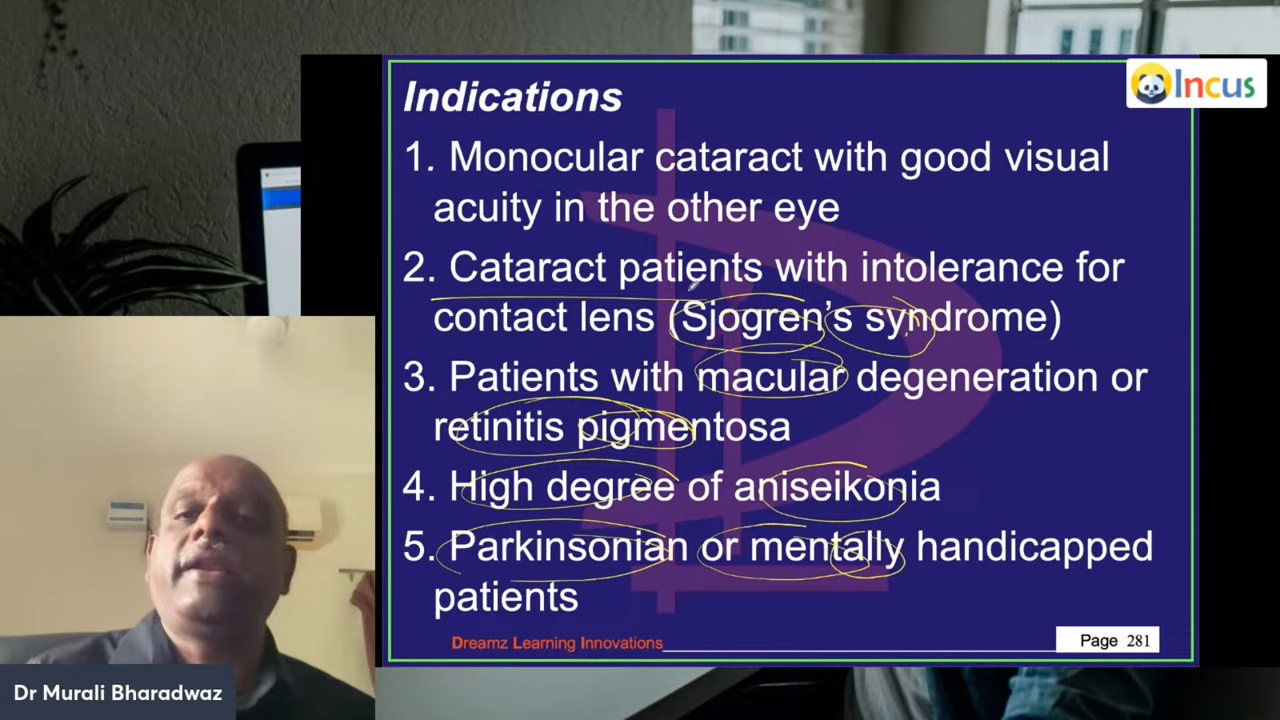 Incus
Indications
1. Monocular cataract with good visual
acuity in the other eye
2. Cataract patients with intolerance for
contact lens (Sjogren's syndrome)
3. Patients with macular degeneration or
retinitis pigmentosa
4. High degree of aniseikonia
5. Parkinsonian or mentally handicapped
patients
Dreamz Learning Innovations
Page 281
Dr Murali Bharadwaz